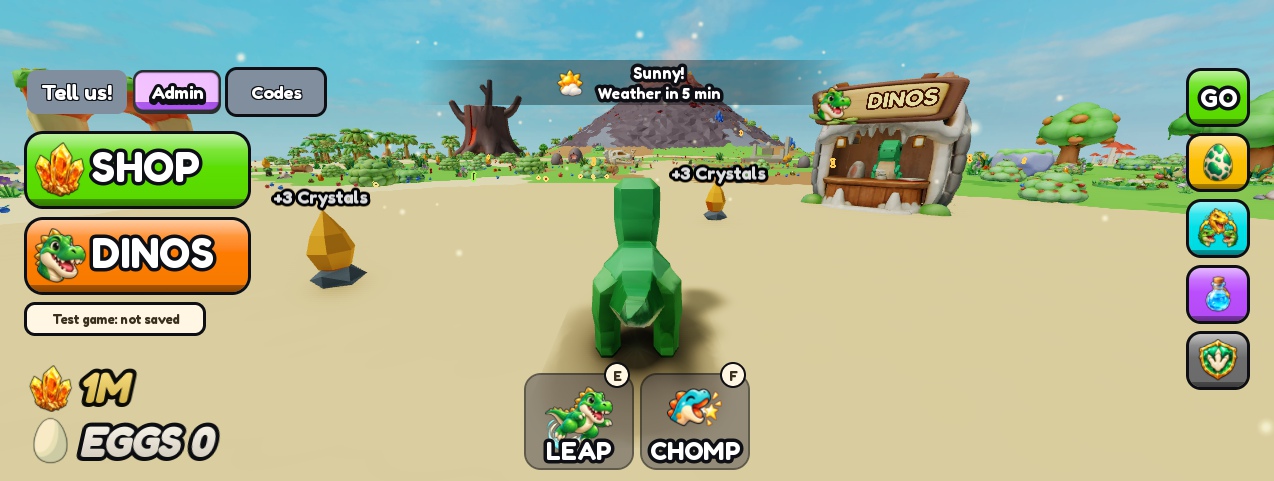 Sunny!
Weather in 5 min
Tell us!
Admin
Codes
SHOP
DINOS
Test game: not saved
1M
EGGS 0
+3 Crystals
+3 Crystals
DINOS
GO
E
LEAP
F
CHOMP